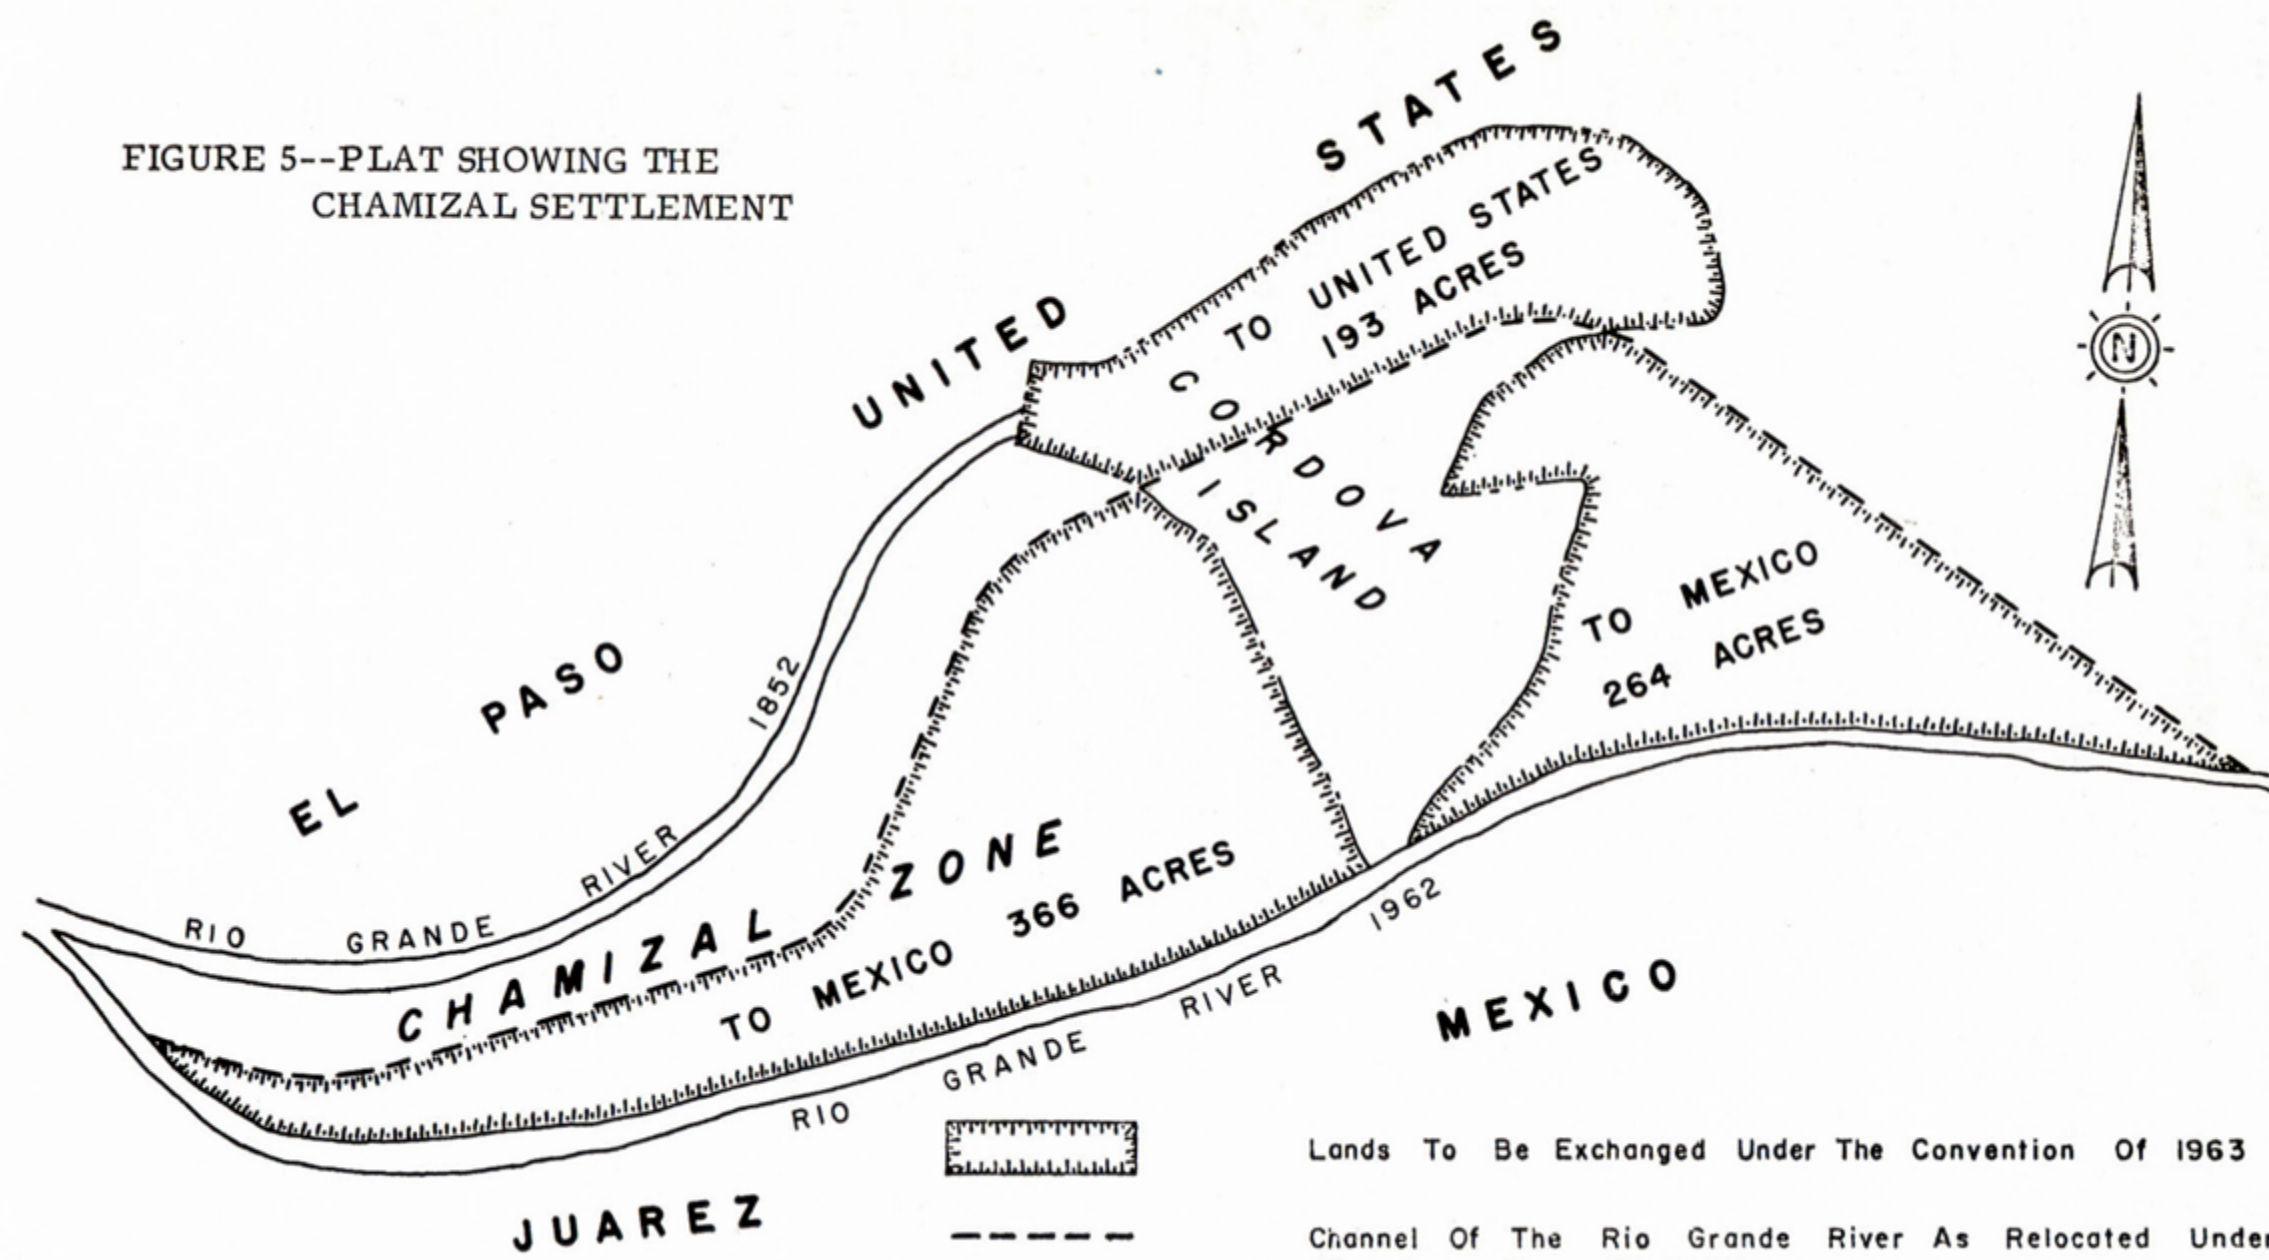 FIGURE 5--PLAT SHOWING THE
CHAMIZAL SETTLEMENT
UNITED STATES
TO UNITED STATES
193 ACRES
CORDOVA
ISLAND
N
EL PASO
1852
RIO GRANDE RIVER
TO MEXICO
264 ACRES
CHAMIZAL ZONE
TO MEXICO 366 ACRES
1962
RIO GRANDE RIVER
MEXICO
JUAREZ
Lands To Be Exchanged Under The Convention Of 1963
Channel Of The Rio Grande River As Relocated Under